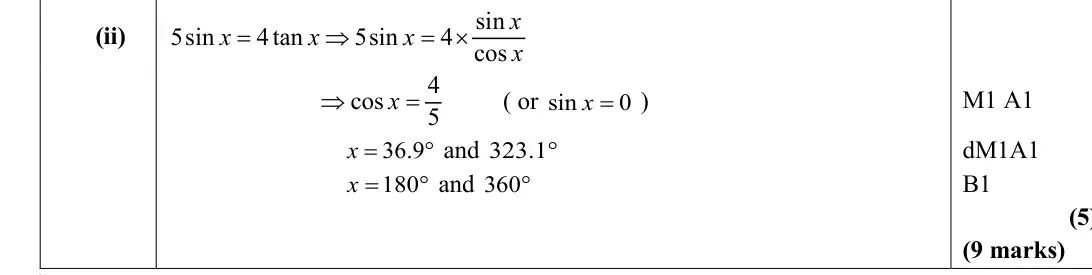 (ii) 5 sin x = 4 tan x ⇒ 5 sin x = 4 × sin x / cos x
⇒ cos x = 4/5 ( or sin x = 0 ) M1 A1
x = 36.9° and 323.1° dM1A1
x = 180° and 360° B1
(5)
(9 marks)